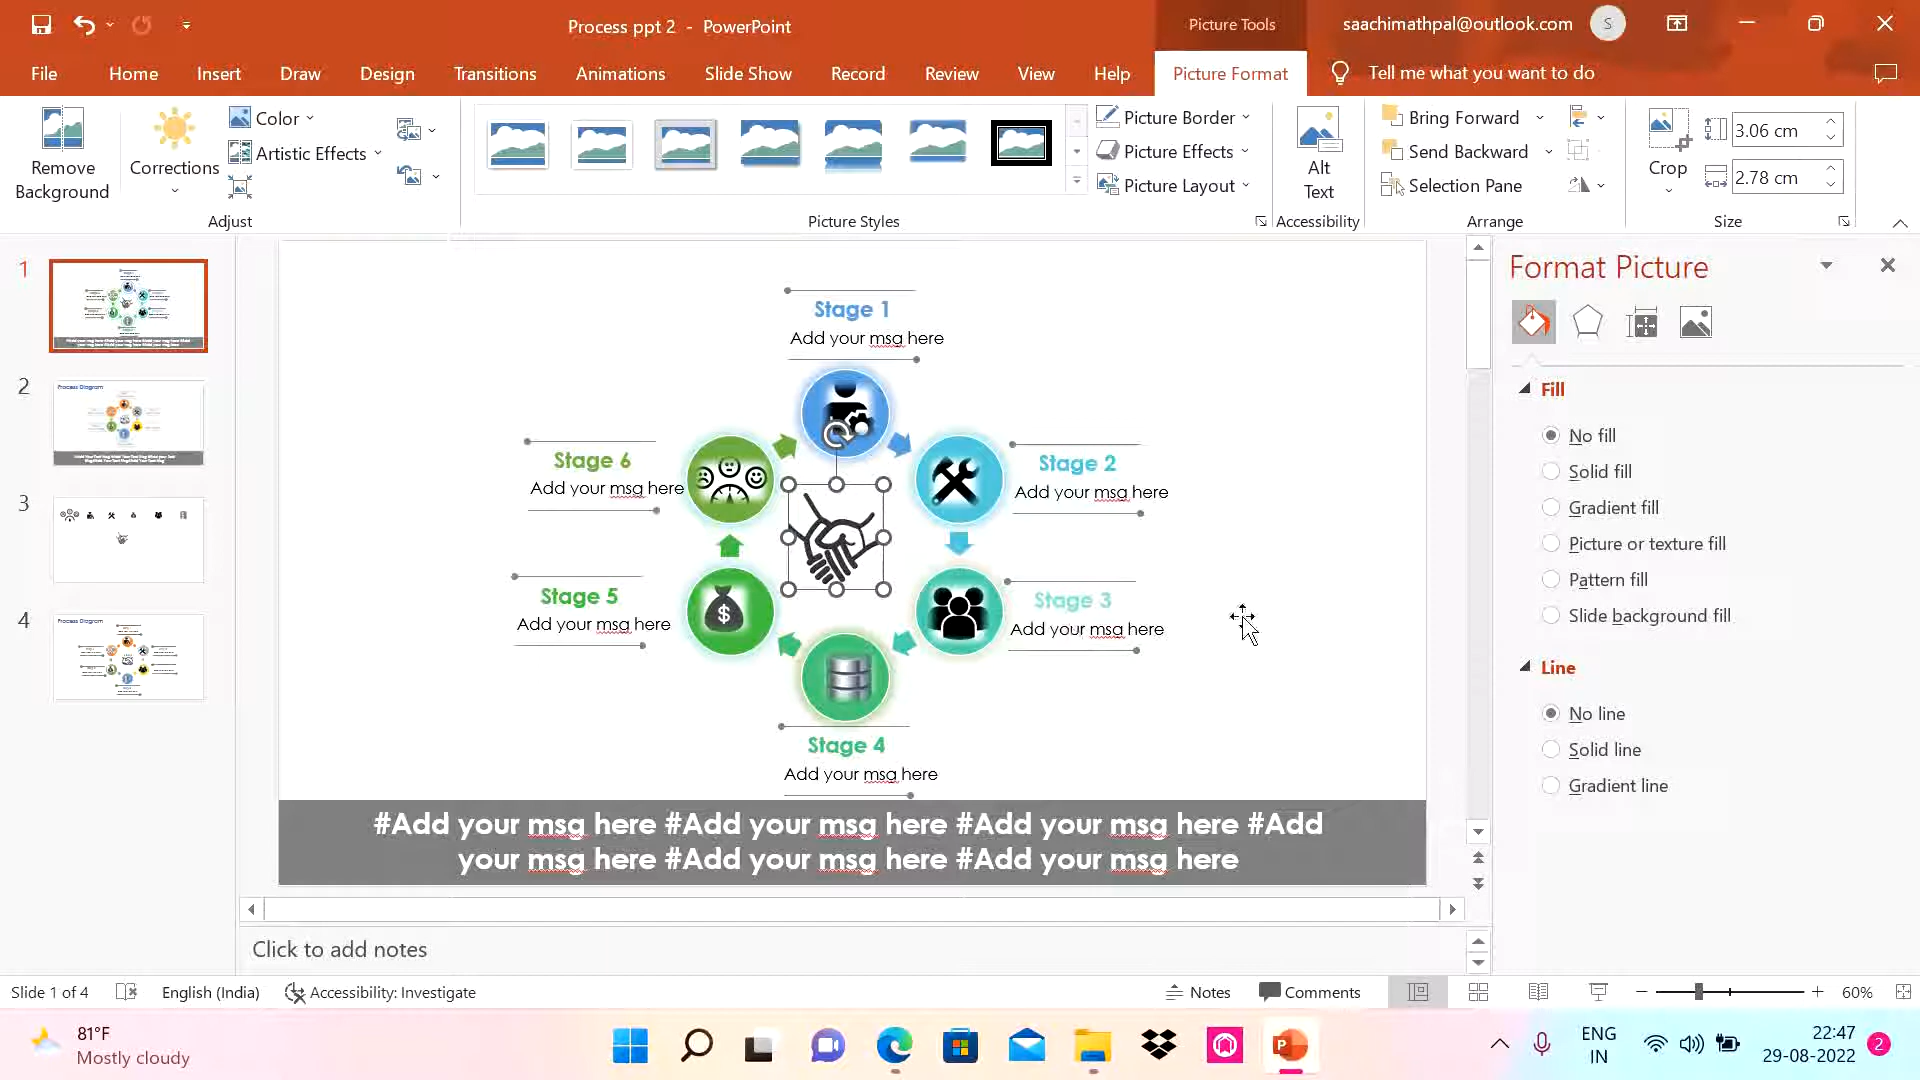 Process ppt 2 - PowerPoint
Picture Tools
saachimathpal@outlook.com
S
File
Home
Insert
Draw
Design
Transitions
Animations
Slide Show
Record
Review
View
Help
Picture Format
Tell me what you want to do
Remove Background
Corrections
Color
Artistic Effects
Adjust
Picture Styles
Picture Border
Picture Effects
Picture Layout
Alt Text
Accessibility
Bring Forward
Send Backward
Selection Pane
Arrange
Crop
3.06 cm
2.78 cm
Size
1
2
Process Diagram
3
4
Process Diagram
Stage 1
Add your msg here
Stage 6
Add your msg here
Stage 2
Add your msg here
Stage 5
Add your msg here
$
Stage 3
Add your msg here
Stage 4
Add your msg here
#Add your msg here #Add your msg here #Add your msg here #Add
your msg here #Add your msg here #Add your msg here
Format Picture
Fill
No fill
Solid fill
Gradient fill
Picture or texture fill
Pattern fill
Slide background fill
Line
No line
Solid line
Gradient line
Click to add notes
Slide 1 of 4
English (India)
Accessibility: Investigate
Notes
Comments
60%
81°F
Mostly cloudy
ENG
IN
22:47
29-08-2022
2